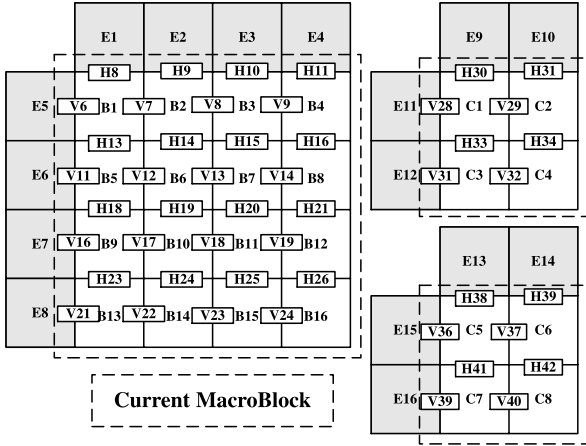 E1 E2 E3 E4
H8 H9 H10 H11
E5 V6 B1 V7 B2 V8 B3 V9 B4
H13 H14 H15 H16
E6 V11 B5 V12 B6 V13 B7 V14 B8
H18 H19 H20 H21
E7 V16 B9 V17 B10 V18 B11 V19 B12
H23 H24 H25 H26
E8 V21 B13 V22 B14 V23 B15 V24 B16
Current MacroBlock
E9 E10
H30 H31
E11 V28 C1 V29 C2
H33 H34
E12 V31 C3 V32 C4
E13 E14
H38 H39
E15 V36 C5 V37 C6
H41 H42
E16 V39 C7 V40 C8